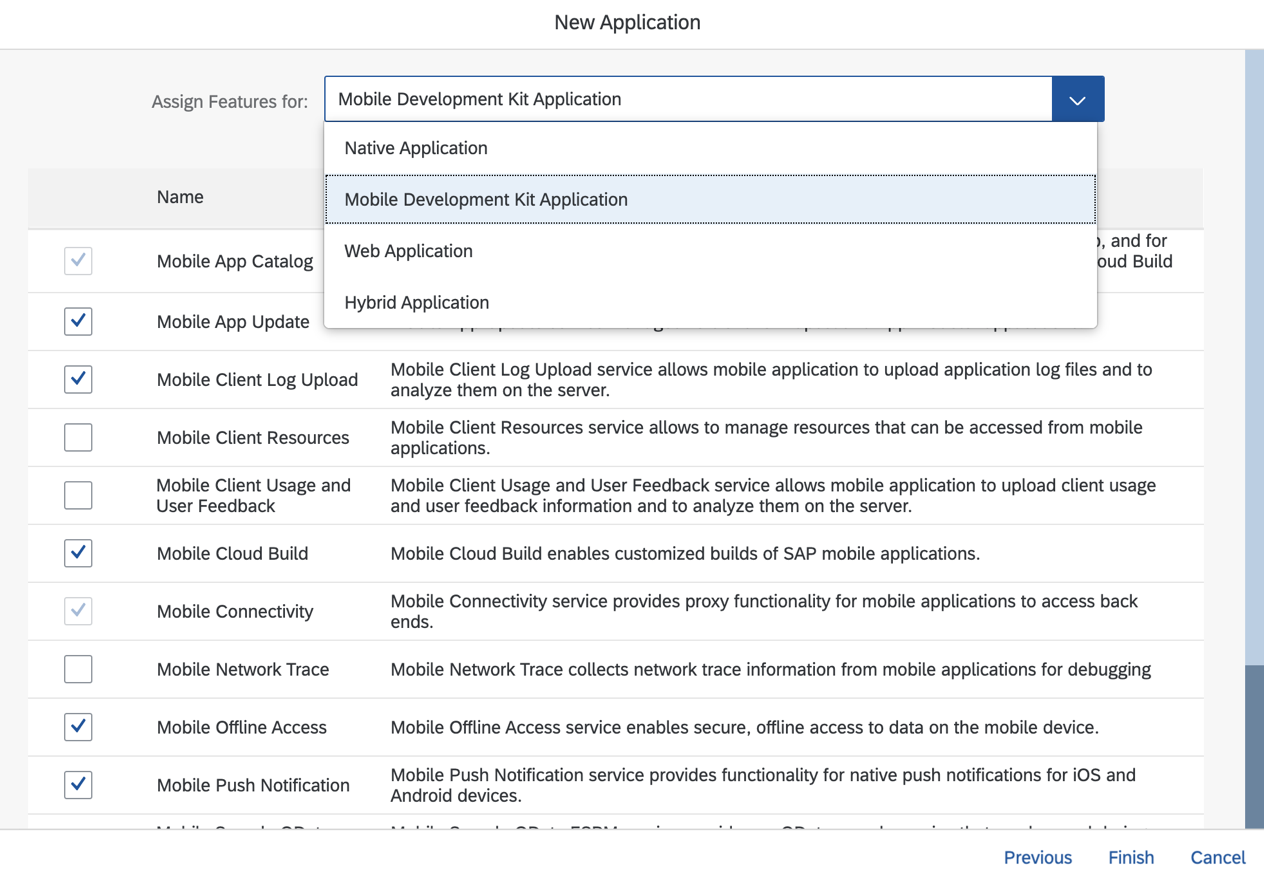 New Application
Assign Features for:
Mobile Development Kit Application
Native Application
Mobile Development Kit Application
Web Application
Hybrid Application
Name
Mobile App Catalog
and for
Build
Mobile App Update
Mobile Client Log Upload
Mobile Client Log Upload service allows mobile application to upload application log files and to
analyze them on the server.
Mobile Client Resources
Mobile Client Resources service allows to manage resources that can be accessed from mobile
applications.
Mobile Client Usage and
User Feedback
Mobile Client Usage and User Feedback service allows mobile application to upload client usage
and user feedback information and to analyze them on the server.
Mobile Cloud Build
Mobile Cloud Build enables customized builds of SAP mobile applications.
Mobile Connectivity
Mobile Connectivity service provides proxy functionality for mobile applications to access back
ends.
Mobile Network Trace
Mobile Network Trace collects network trace information from mobile applications for debugging
Mobile Offline Access
Mobile Offline Access service enables secure, offline access to data on the mobile device.
Mobile Push Notification
Mobile Push Notification service provides functionality for native push notifications for iOS and
Android devices.
Previous
Finish
Cancel